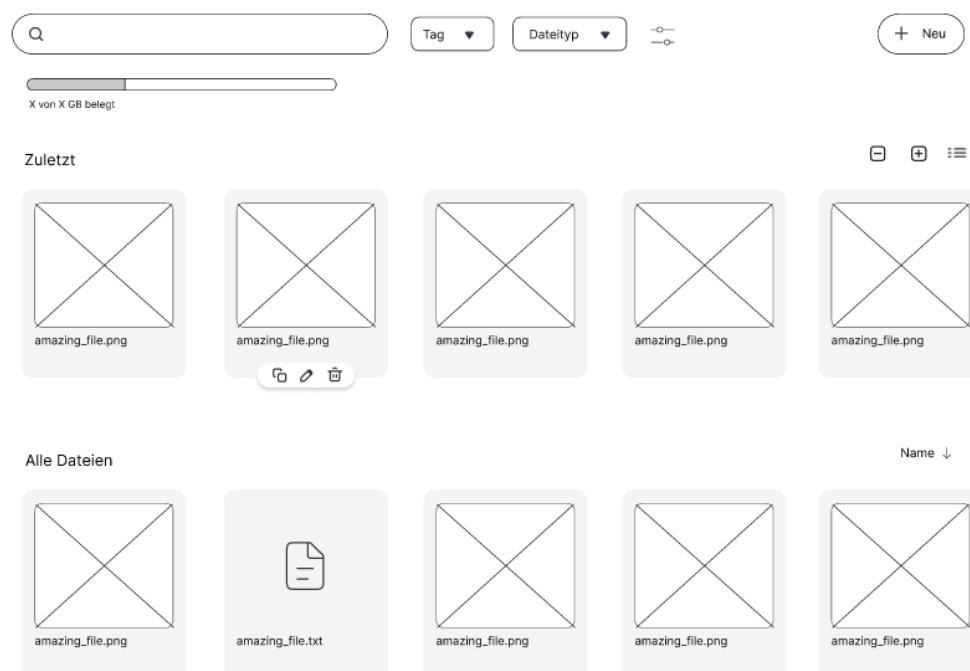 Tag
Dateityp
Neu
X von X GB belegt
Zuletzt
amazing_file.png
amazing_file.png
amazing_file.png
amazing_file.png
amazing_file.png
Alle Dateien
Name
amazing_file.png
amazing_file.txt
amazing_file.png
amazing_file.png
amazing_file.png